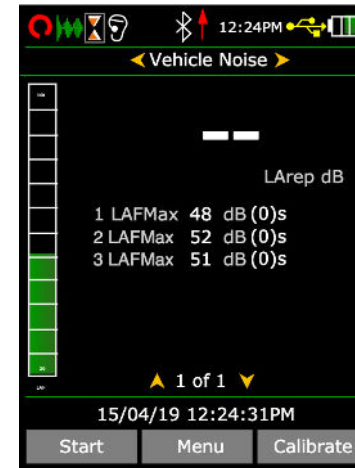 12:24PM
Vehicle Noise
--
LArep dB
1 LAFMax 48 dB (0)s
2 LAFMax 52 dB (0)s
3 LAFMax 51 dB (0)s
1 of 1
15/04/19 12:24:31PM
Start Menu Calibrate